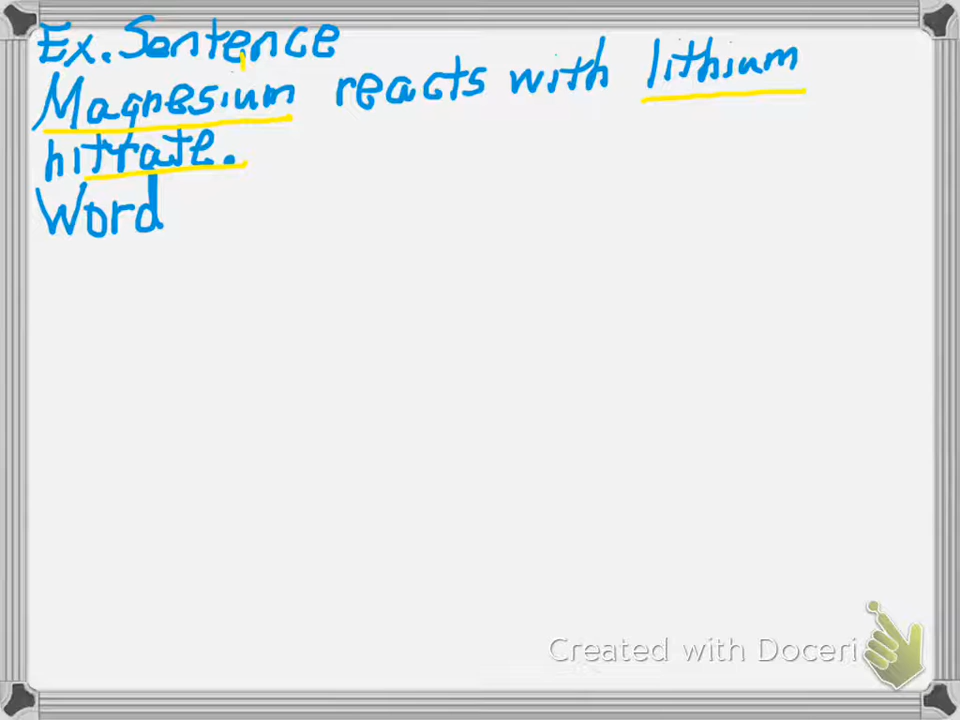 Ex. Sentence
Magnesium reacts with lithium
nitrate.
Word
Created with Doceri